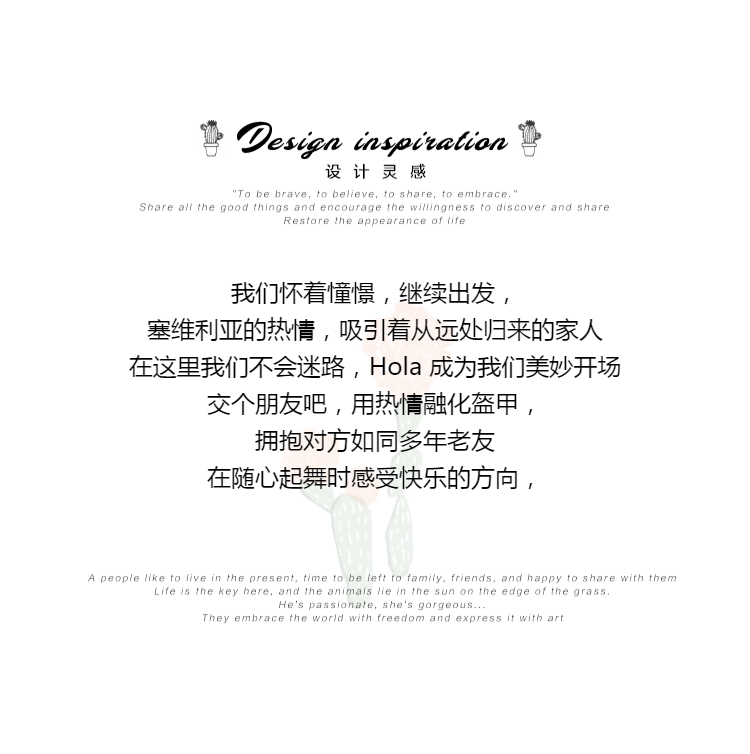 Design inspiration
设计灵感
"To be brave, to believe, to share, to embrace."
Share all the good things and encourage the willingness to discover and share
Restore the appearance of life
我们怀着憧憬，继续出发，
塞维利亚的热情，吸引着从远处归来的家人
在这里我们不会迷路，Hola 成为我们美妙开场
交个朋友吧，用热情融化盔甲，
拥抱对方如同多年老友
在随心起舞时感受快乐的方向，
A people like to live in the present, time to be left to family, friends, and happy to share with them
Life is the key here, and the animals lie in the sun on the edge of the grass.
He's passionate, she's gorgeous...
They embrace the world with freedom and express it with art